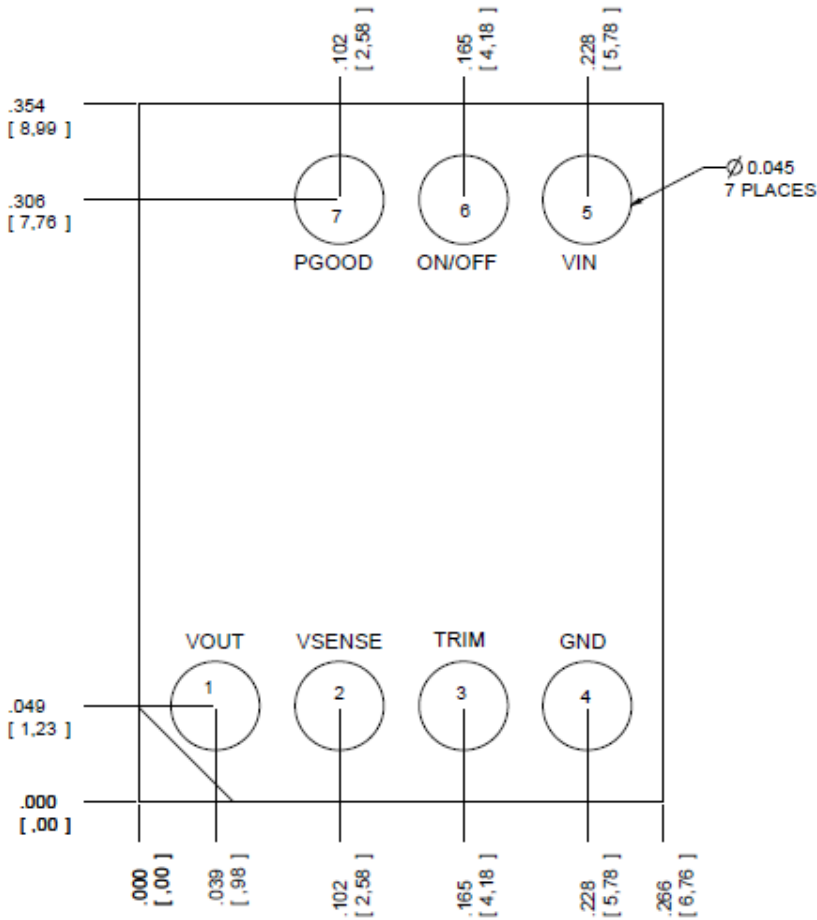 .102
[ 2,58 ]
.165
[ 4,18 ]
.228
[ 5,78 ]
.354
[ 8,99 ]
Ø 0.045
7 PLACES
.306
[ 7,76 ]
7
6
5
PGOOD
ON/OFF
VIN
VOUT
VSENSE
TRIM
GND
1
2
3
4
.049
[ 1,23 ]
.000
[ ,00 ]
.000
[ ,00 ]
.039
[ ,98 ]
.102
[ 2,58 ]
.165
[ 4,18 ]
.228
[ 5,78 ]
.266
[ 6,76 ]